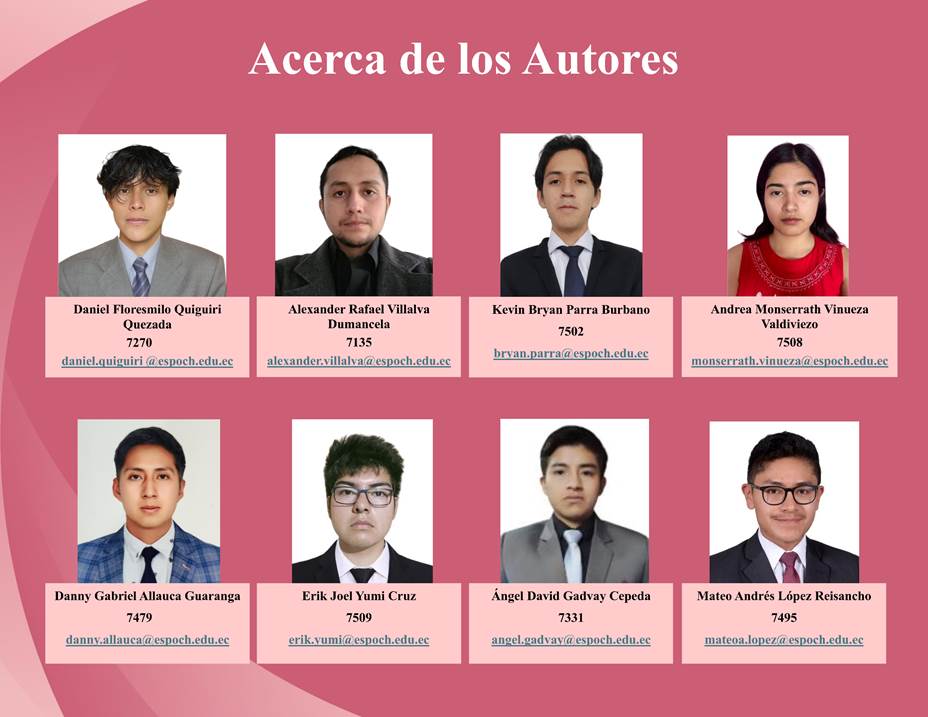 Acerca de los Autores
Daniel Floresmilo Quiguiri
Quezada
7270
daniel.quiguiri @espoch.edu.ec
Alexander Rafael Villalva
Dumancela
7135
alexander.villalva@espoch.edu.ec
Kevin Bryan Parra Burbano
7502
bryan.parra@espoch.edu.ec
Andrea Monserrath Vinueza
Valdiviezo
7508
monserrath.vinueza@espoch.edu.ec
Danny Gabriel Allauca Guaranga
7479
danny.allauca@espoch.edu.ec
Erik Joel Yumi Cruz
7509
erik.yumi@espoch.edu.ec
Ángel David Gadvay Cepeda
7331
angel.gadvay@espoch.edu.ec
Mateo Andrés López Reisancho
7495
mateoa.lopez@espoch.edu.ec